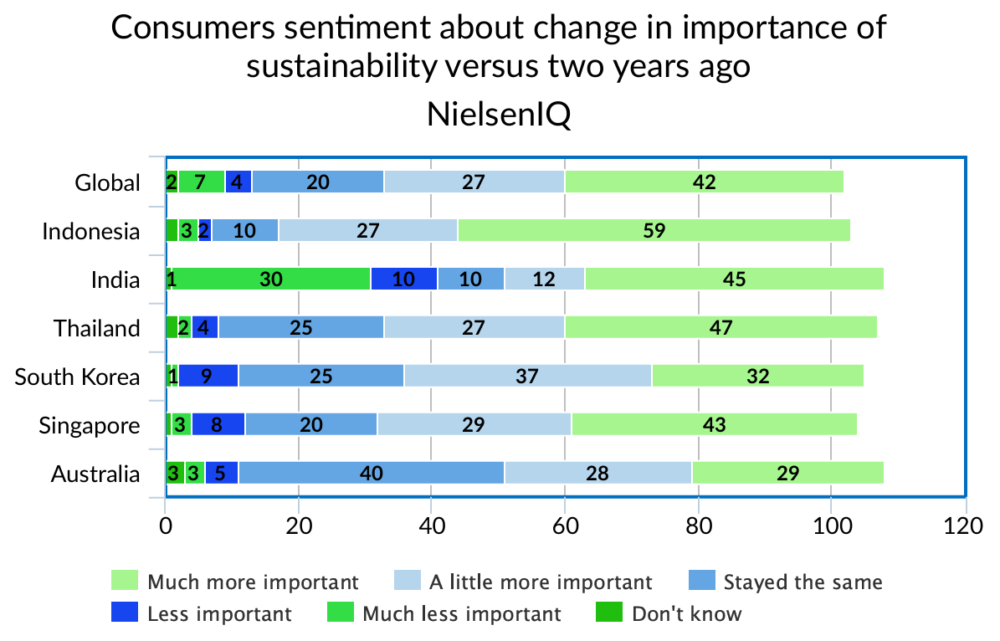 Consumers sentiment about change in importance of
sustainability versus two years ago
NielsenIQ
Global 2 7 4 20 27 42
Indonesia 3 2 10 27 59
India 1 30 10 10 12 45
Thailand 2 4 25 27 47
South Korea 1 9 25 37 32
Singapore 3 8 20 29 43
Australia 3 3 5 40 28 29
0 20 40 60 80 100 120
Much more important A little more important Stayed the same
Less important Much less important Don't know